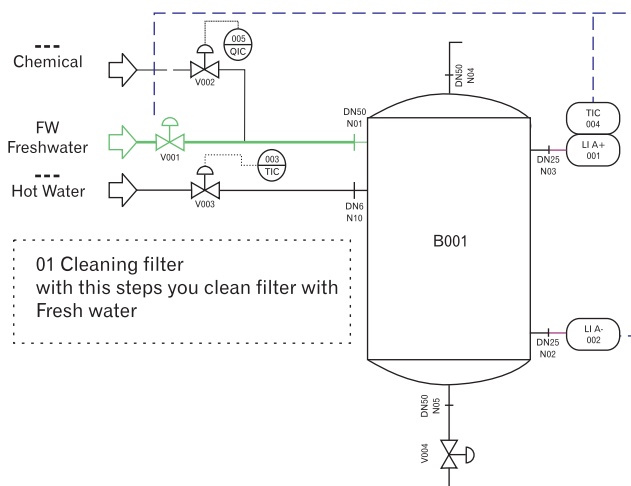 ---
Chemical
005
QIC
V002
FW
Freshwater
V001
---
Hot Water
003
TIC
V003
DN50
N01
DN6
N10
DN50
N04
TIC
004
LI A+
001
DN25
N03
B001
01 Cleaning filter
with this steps you clean filter with
Fresh water
LI A-
002
DN25
N02
DN50
N05
V004